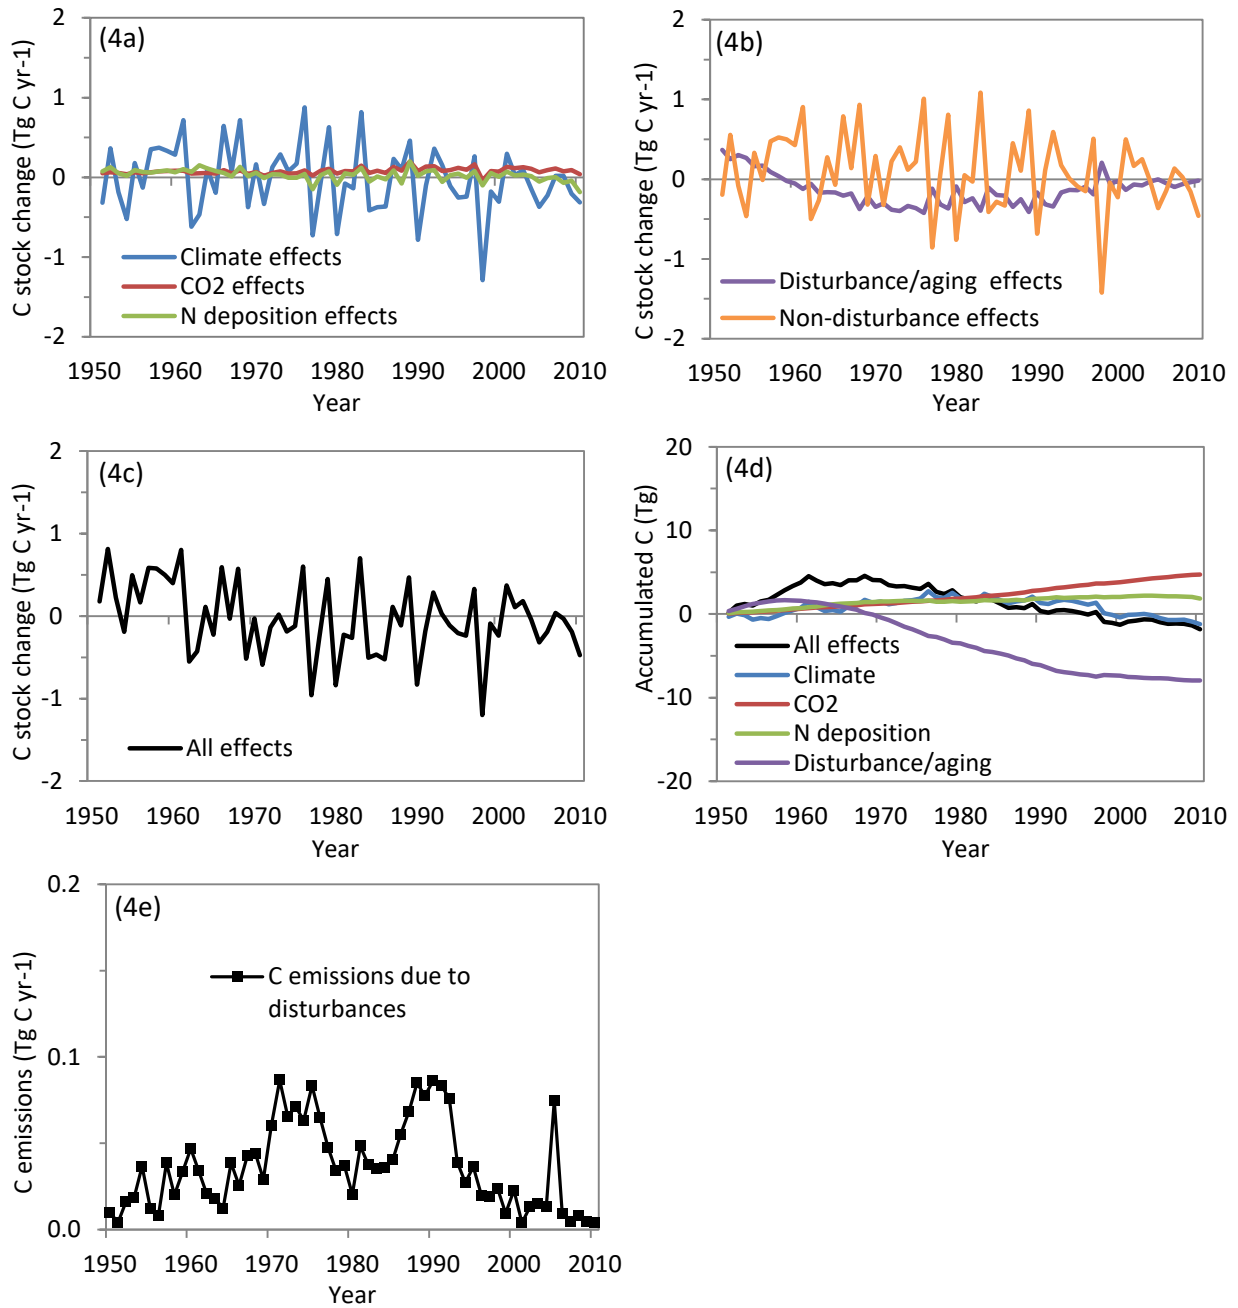 (4a)
C stock change (Tg C yr-1)
2
1
0
-1
-2
Climate effects
CO2 effects
N deposition effects
1950 1960 1970 1980 1990 2000 2010
Year
(4b)
C stock change (Tg C yr-1)
2
1
0
-1
-2
Disturbance/aging effects
Non-disturbance effects
1950 1960 1970 1980 1990 2000 2010
Year
(4c)
C stock change (Tg C yr-1)
2
1
0
-1
-2
All effects
1950 1960 1970 1980 1990 2000 2010
Year
(4d)
Accumulated C (Tg)
20
10
0
-10
-20
All effects
Climate
CO2
N deposition
Disturbance/aging
1950 1960 1970 1980 1990 2000 2010
Year
(4e)
C emissions (Tg C yr-1)
0.2
0.1
0.0
C emissions due to
disturbances
1950 1960 1970 1980 1990 2000 2010
Year